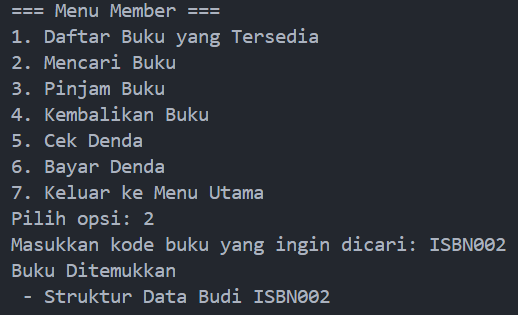 === Menu Member ===
1. Daftar Buku yang Tersedia
2. Mencari Buku
3. Pinjam Buku
4. Kembalikan Buku
5. Cek Denda
6. Bayar Denda
7. Keluar ke Menu Utama
Pilih opsi: 2
Masukkan kode buku yang ingin dicari: ISBN002
Buku Ditemukkan
 - Struktur Data Budi ISBN002